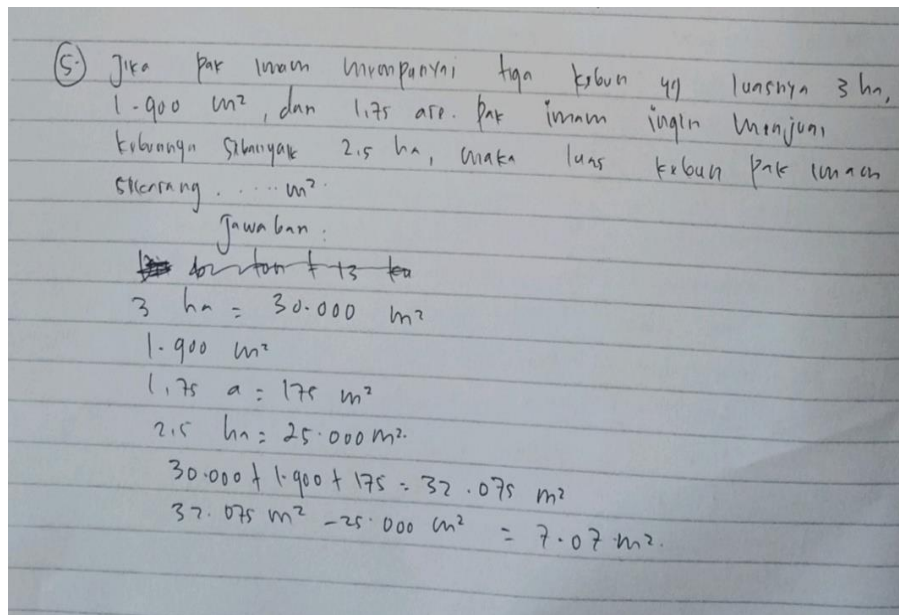 5. Jika pak imam mempunyai tiga kebun yg luasnya 3 ha,
1.900 m², dan 1,75 are. Pak imam ingin menjual
kebunnya sebanyak 2,5 ha, maka luas kebun pak imam
sekarang . ..... m².
Jawaban :
3 ha = 30.000 m²
1.900 m²
1,75 a = 175 m²
2,5 ha = 25.000 m².
30.000 + 1.900 + 175 = 32.075 m²
32.075 m² - 25.000 m² = 7.07 m².